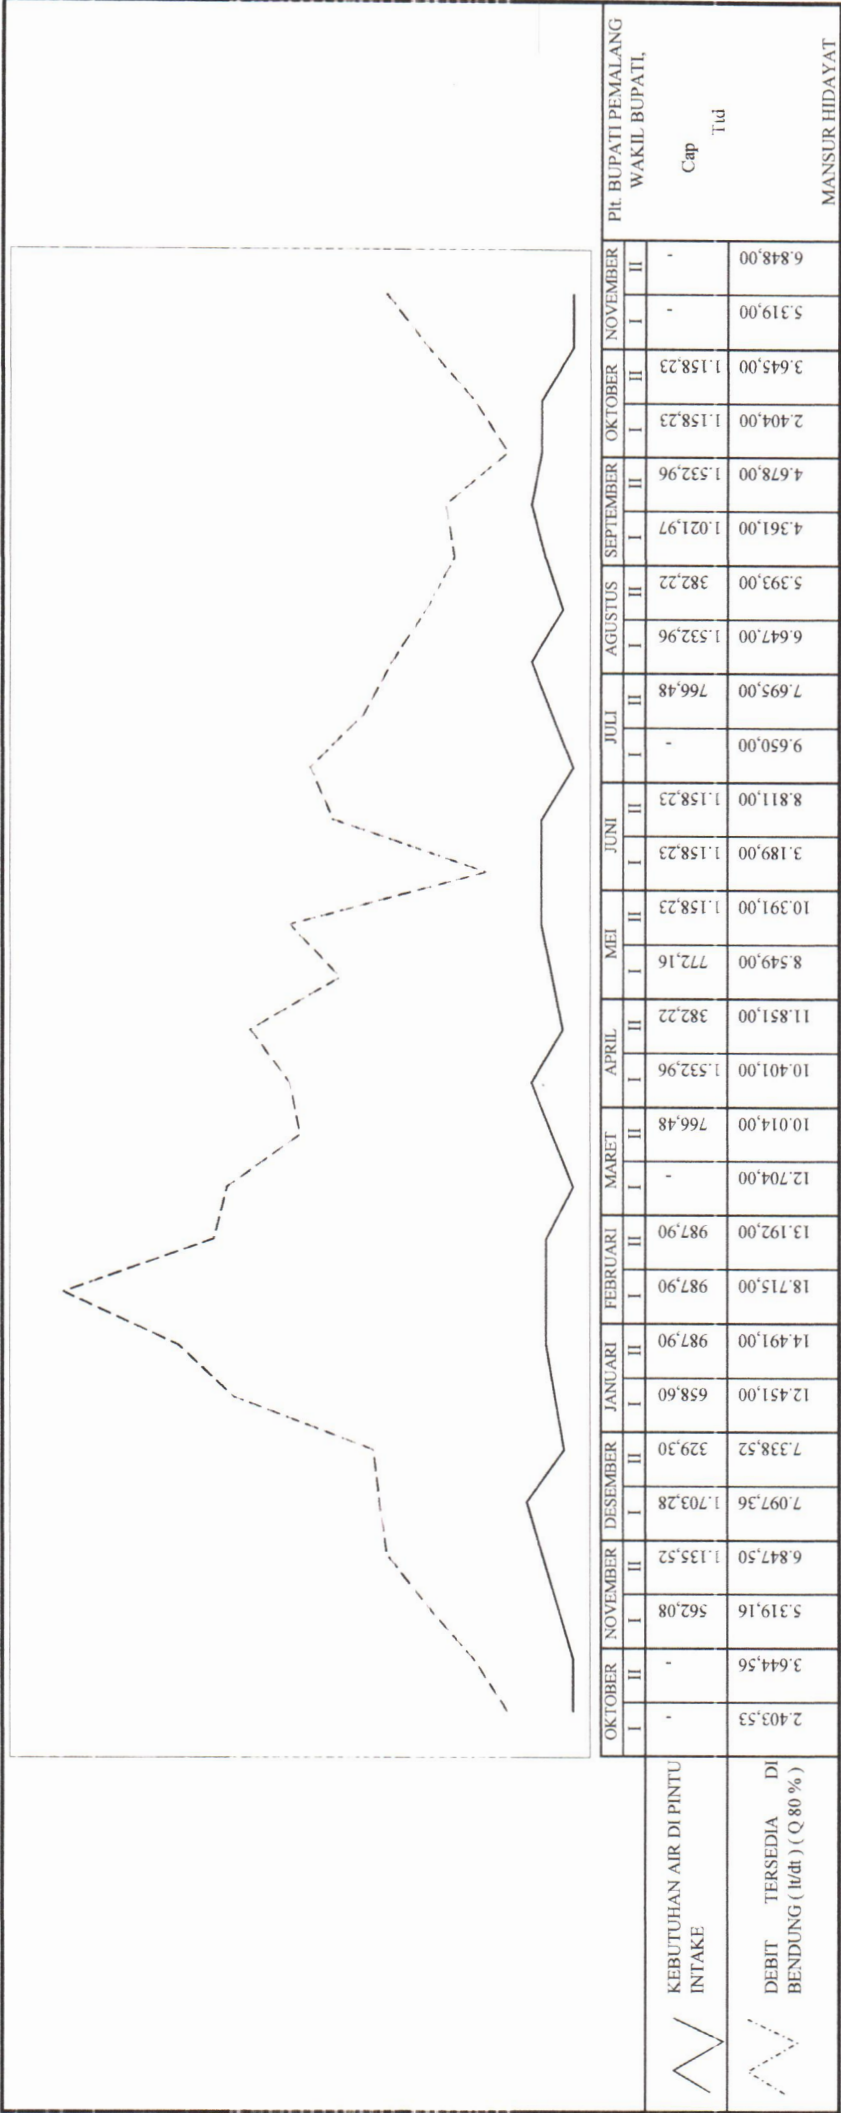 OKTOBER NOVEMBER DESEMBER JANUARI FEBRUARI MARET APRIL MEI JUNI JULI AGUSTUS SEPTEMBER OKTOBER NOVEMBER
I II I II I II I II I II I II I II I II I II I II I II I II I II I II
KEBUTUHAN AIR DI PINTU
INTAKE
- - 562,08 1.135,52 1.703,28 329,30 658,60 987,90 987,90 987,90 - 766,48 1.532,96 382,22 772,16 1.158,23 1.158,23 1.158,23 - 766,48 1.532,96 382,22 1.021,97 1.532,96 1.158,23 1.158,23 - -
DEBIT TERSEDIA DI
BENDUNG ( lt/dt ) ( Q 80 % )
2.403,53 3.644,56 5.319,16 6.847,50 7.097,36 7.338,52 12.451,00 14.491,00 18.715,00 13.192,00 12.704,00 10.014,00 10.401,00 11.851,00 8.549,00 10.391,00 3.189,00 8.811,00 9.650,00 7.695,00 6.647,00 5.393,00 4.361,00 4.678,00 2.404,00 3.645,00 5.319,00 6.848,00
Plt. BUPATI PEMALANG
WAKIL BUPATI,
Cap
Ttd
MANSUR HIDAYAT